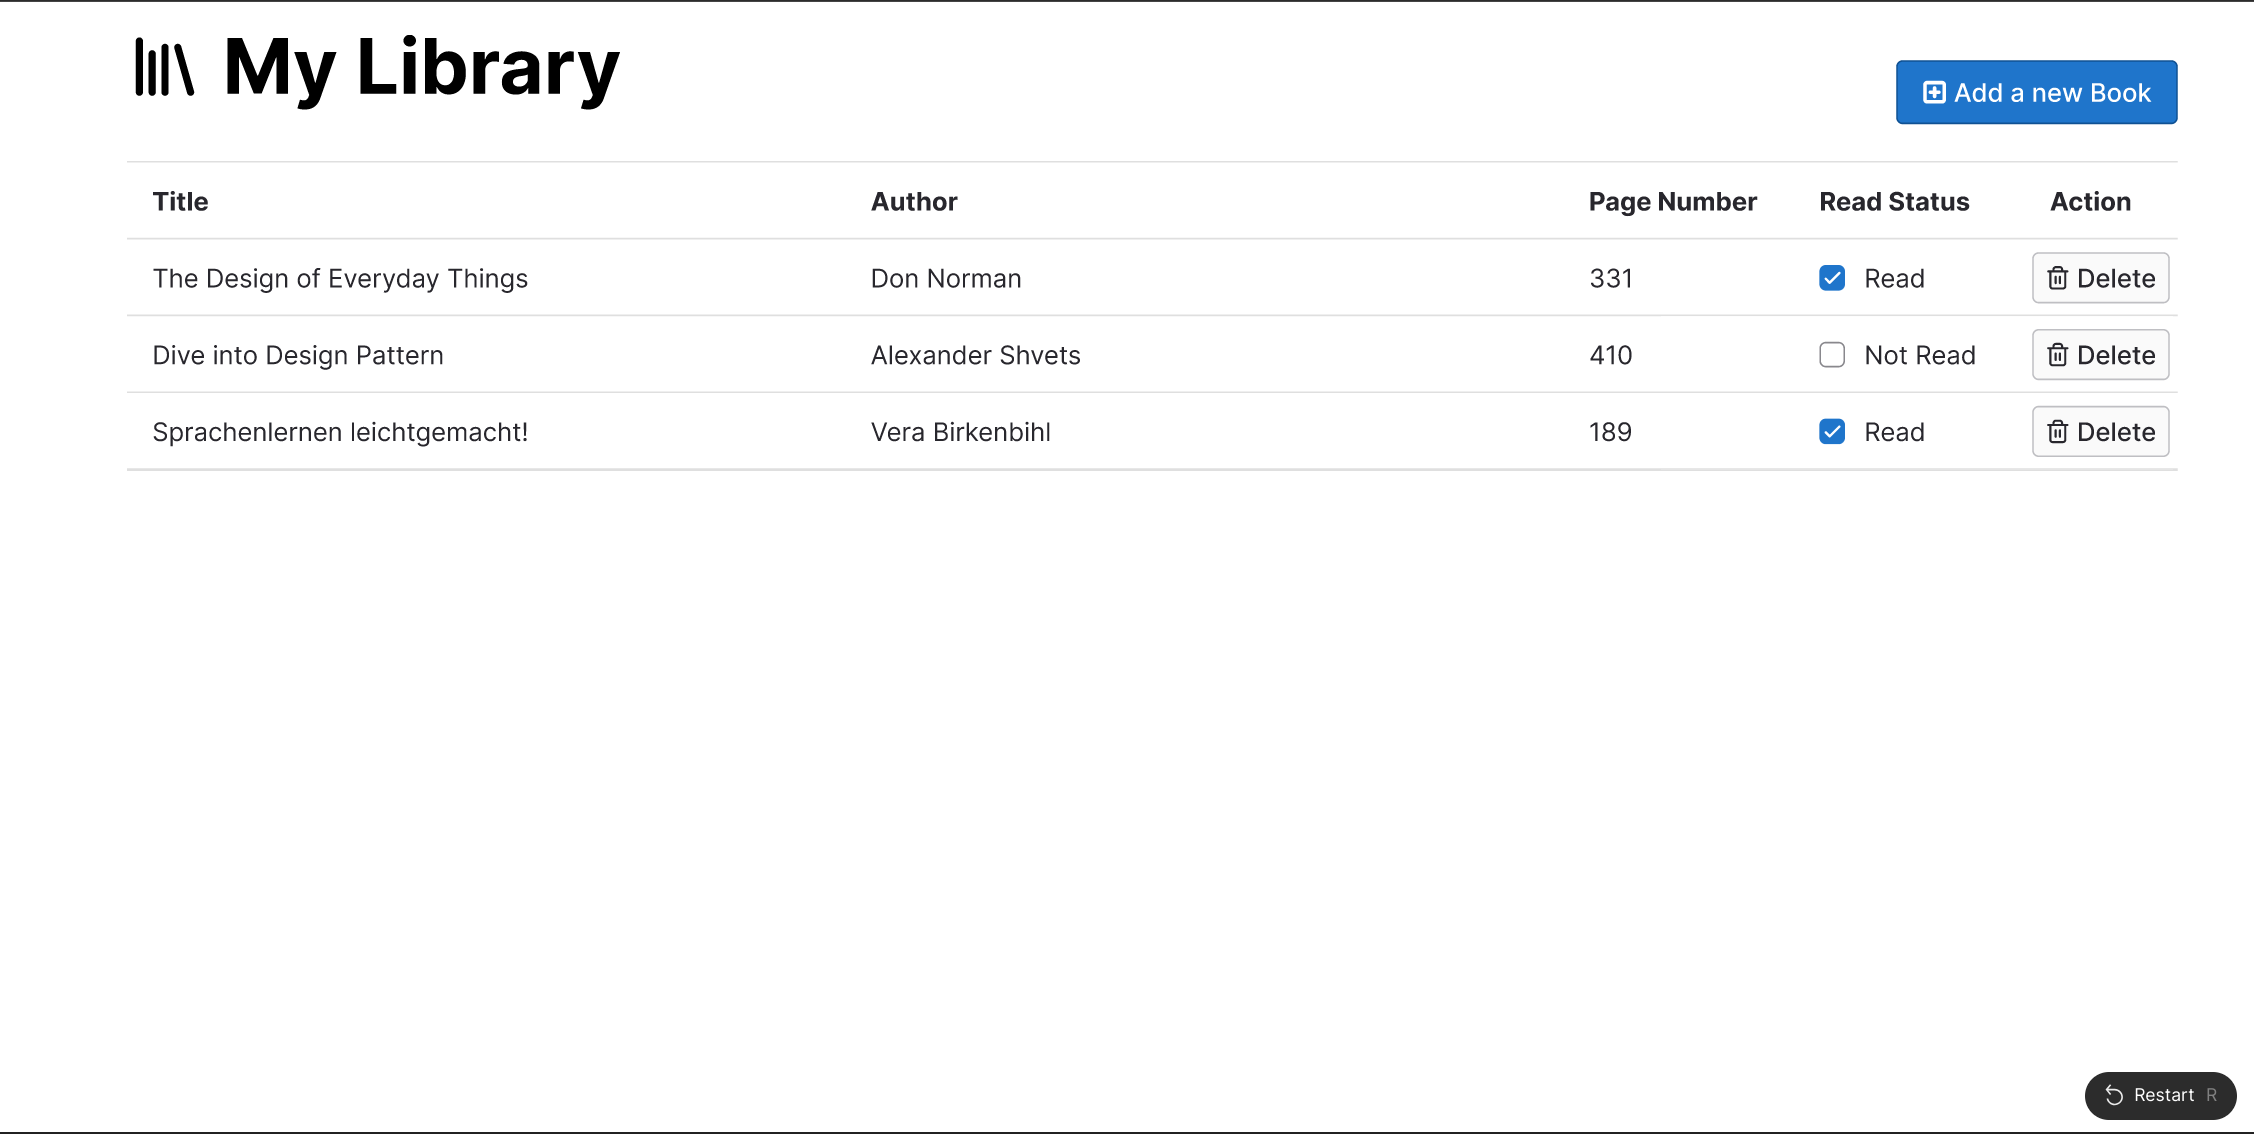 My Library
Add a new Book
Title Author Page Number Read Status Action
The Design of Everyday Things Don Norman 331 Read Delete
Dive into Design Pattern Alexander Shvets 410 Not Read Delete
Sprachenlernen leichtgemacht! Vera Birkenbihl 189 Read Delete
Restart R